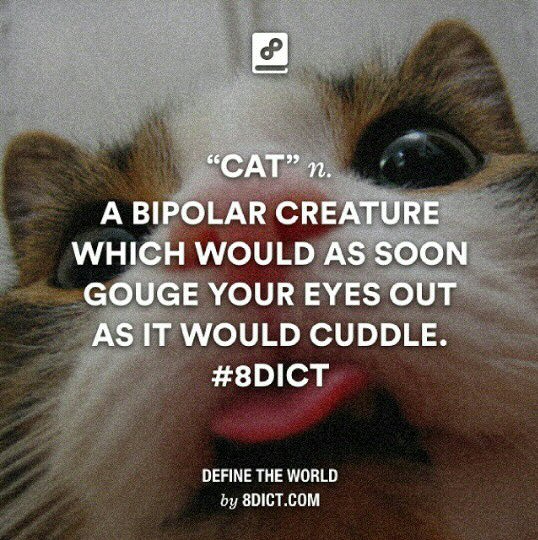 “CAT” n.
A BIPOLAR CREATURE
WHICH WOULD AS SOON
GOUGE YOUR EYES OUT
AS IT WOULD CUDDLE.
#8DICT
DEFINE THE WORLD
by 8DICT.COM